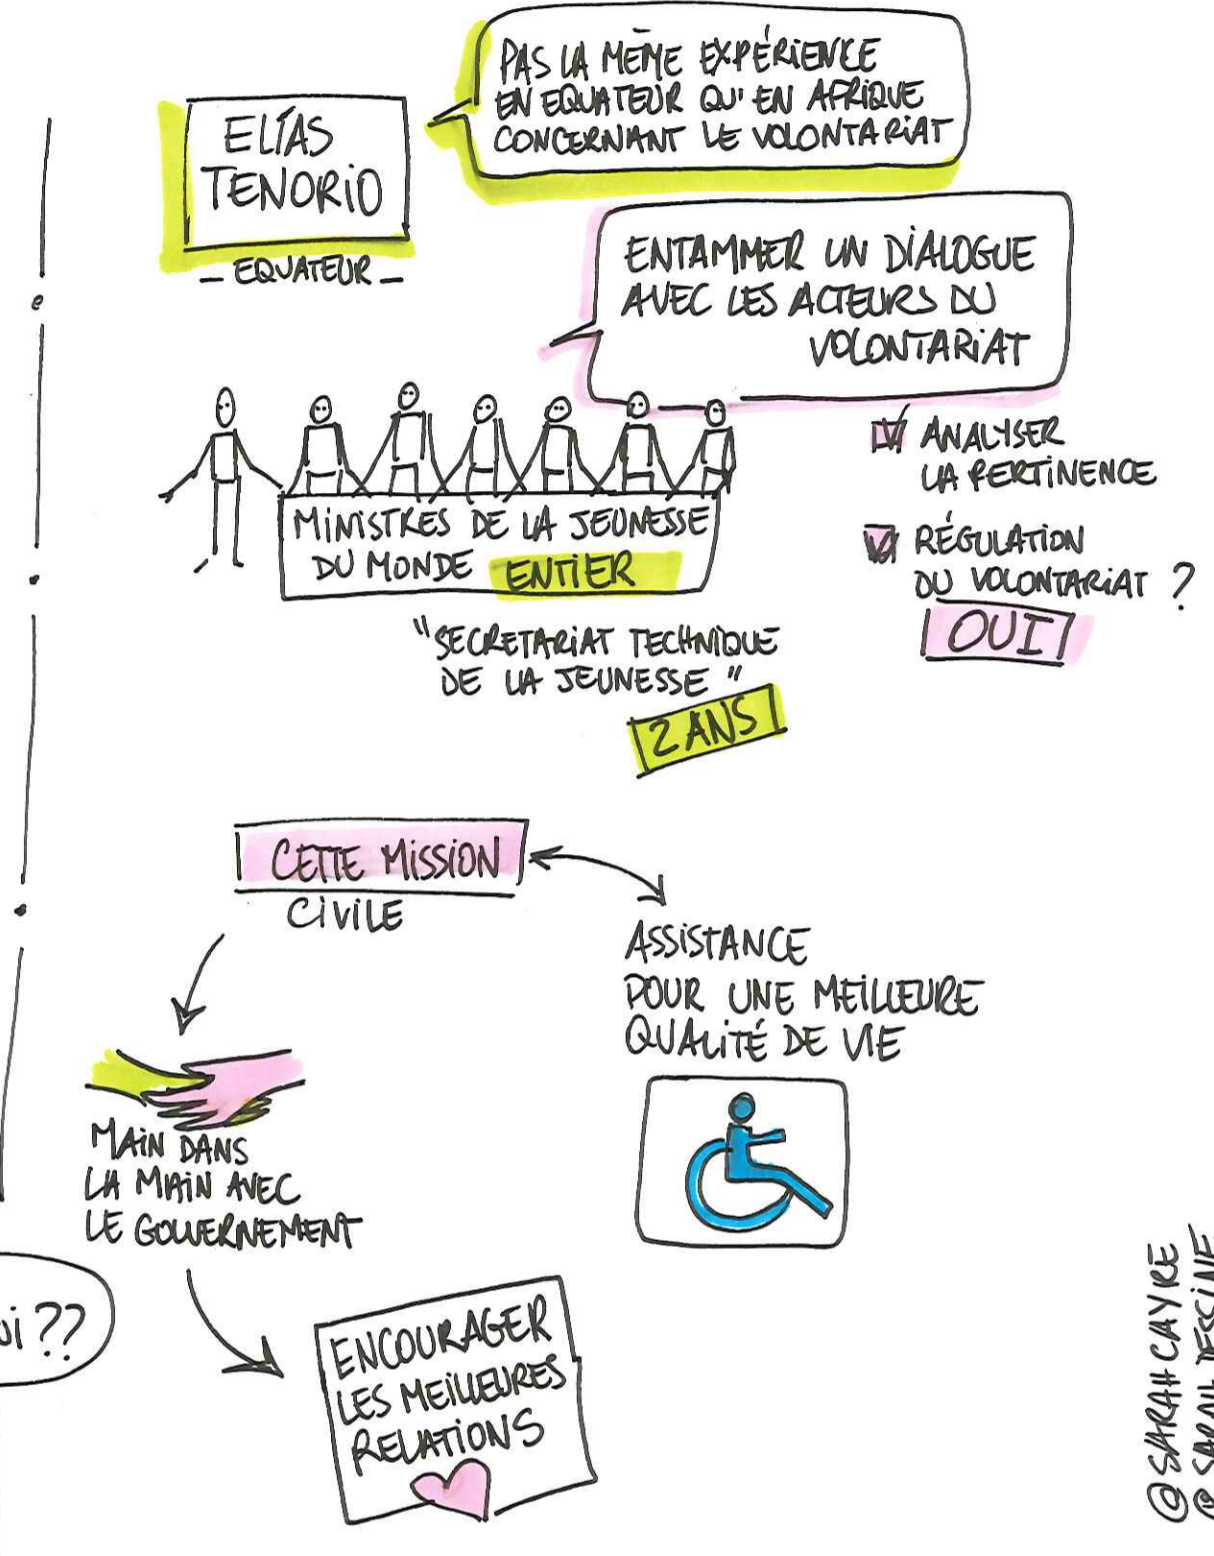 ELÍAS
TENORIO
_ EQUATEUR _
PAS LA MÊME EXPÉRIENCE
EN EQUATEUR QU'EN AFRIQUE
CONCERNANT LE VOLONTARIAT
ENTAMMER UN DIALOGUE
AVEC LES ACTEURS DU
VOLONTARIAT
ANALYSER
LA PERTINENCE
RÉGULATION
DU VOLONTARIAT ?
OUI
MINISTRES DE LA JEUNESSE
DU MONDE ENTIER
"SECRETARIAT TECHNIQUE
DE LA JEUNESSE"
2 ANS
CETTE MISSION
CIVILE
ASSISTANCE
POUR UNE MEILLEURE
QUALITÉ DE VIE
MAIN DANS
LA MAIN AVEC
LE GOUVERNEMENT
??
ENCOURAGER
LES MEILLEURES
RELATIONS
@SARAH CAYRE
@SARAH DESSINE